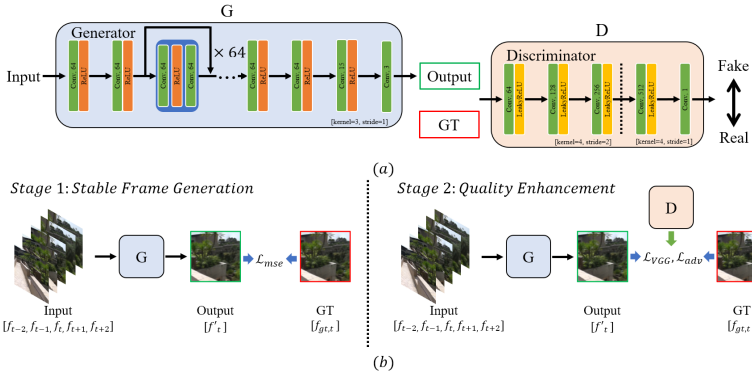 G
Generator
× 64
Input
Conv. 64
ReLU
Conv. 64
ReLU
Conv. 64
ReLU
Conv. 64
Conv. 64
ReLU
Conv. 64
ReLU
Conv. 15
ReLU
Conv. 3
[kernel=3, stride=1]
Output
GT
D
Discriminator
Conv. 64
LeakyReLU
Conv. 128
LeakyReLU
Conv. 256
LeakyReLU
Conv. 512
LeakyReLU
Conv. 1
[kernel=4, stride=2]
[kernel=4, stride=1]
Fake
Real
(a)
Stage 1: Stable Frame Generation
G
ℒmse
Input
[f_{t−2}, f_{t−1}, f_t, f_{t+1}, f_{t+2}]
Output
[f'_t]
GT
[f_{gt,t}]
Stage 2: Quality Enhancement
D
G
ℒ_{VGG}, ℒ_{adv}
Input
[f_{t−2}, f_{t−1}, f_t, f_{t+1}, f_{t+2}]
Output
[f'_t]
GT
[f_{gt,t}]
(b)